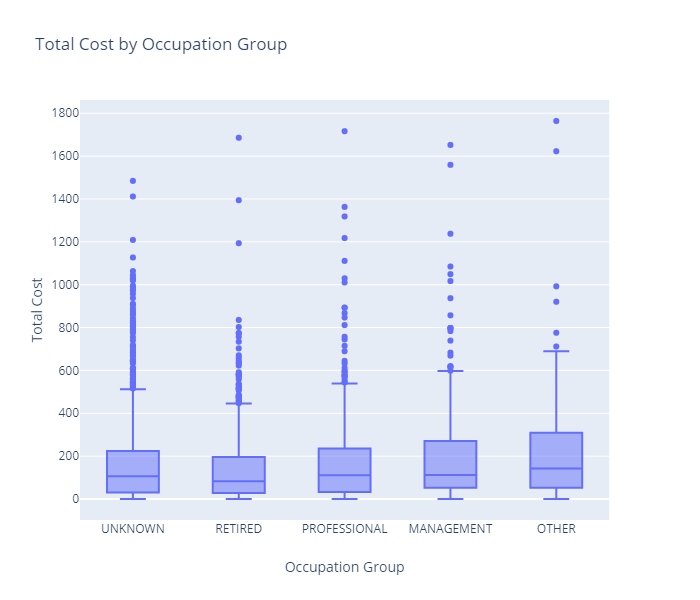 Total Cost by Occupation Group
1800
1600
1400
1200
1000
800
600
400
200
0
Total Cost
UNKNOWN RETIRED PROFESSIONAL MANAGEMENT OTHER
Occupation Group